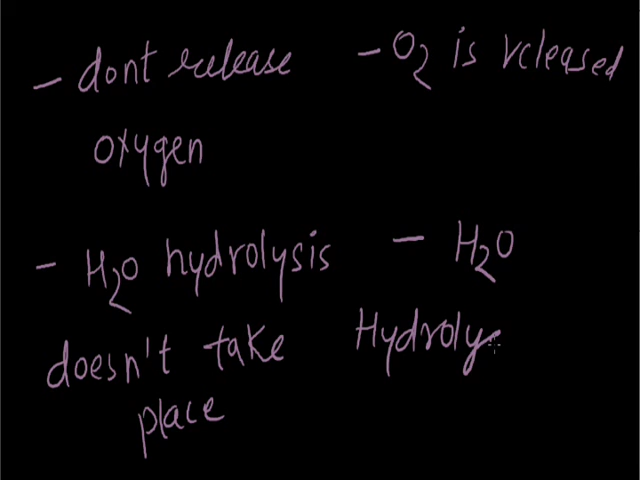 - dont release
oxygen
- H2O hydrolysis
doesn't take
place
- O2 is released
- H2O
Hydroly